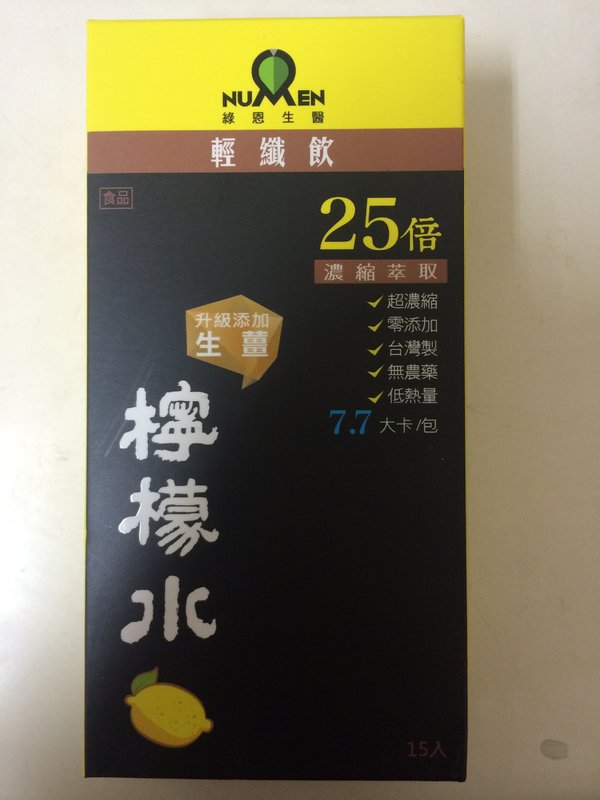 NUMEN
綠恩生醫
輕纖飲
食品
25倍
濃縮萃取
超濃縮
零添加
台灣製
無農藥
低熱量
7.7大卡/包
升級添加
生薑
檸檬水
15入